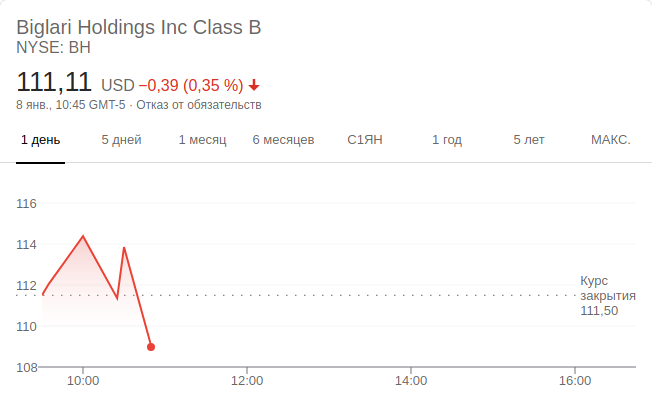 Biglari Holdings Inc Class B
NYSE: BH
111,11 USD −0,39 (0,35 %)
8 янв., 10:45 GMT-5 · Отказ от обязательств
1 день 5 дней 1 месяц 6 месяцев С1ЯН 1 год 5 лет МАКС.
116
114
112
110
108
Курс
закрытия
111,50
10:00 12:00 14:00 16:00